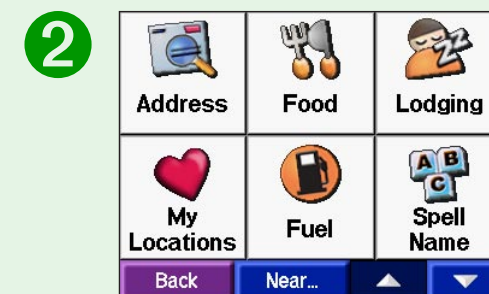 2
Address Food Lodging
A B
C
My Locations Fuel Spell Name
Back Near...